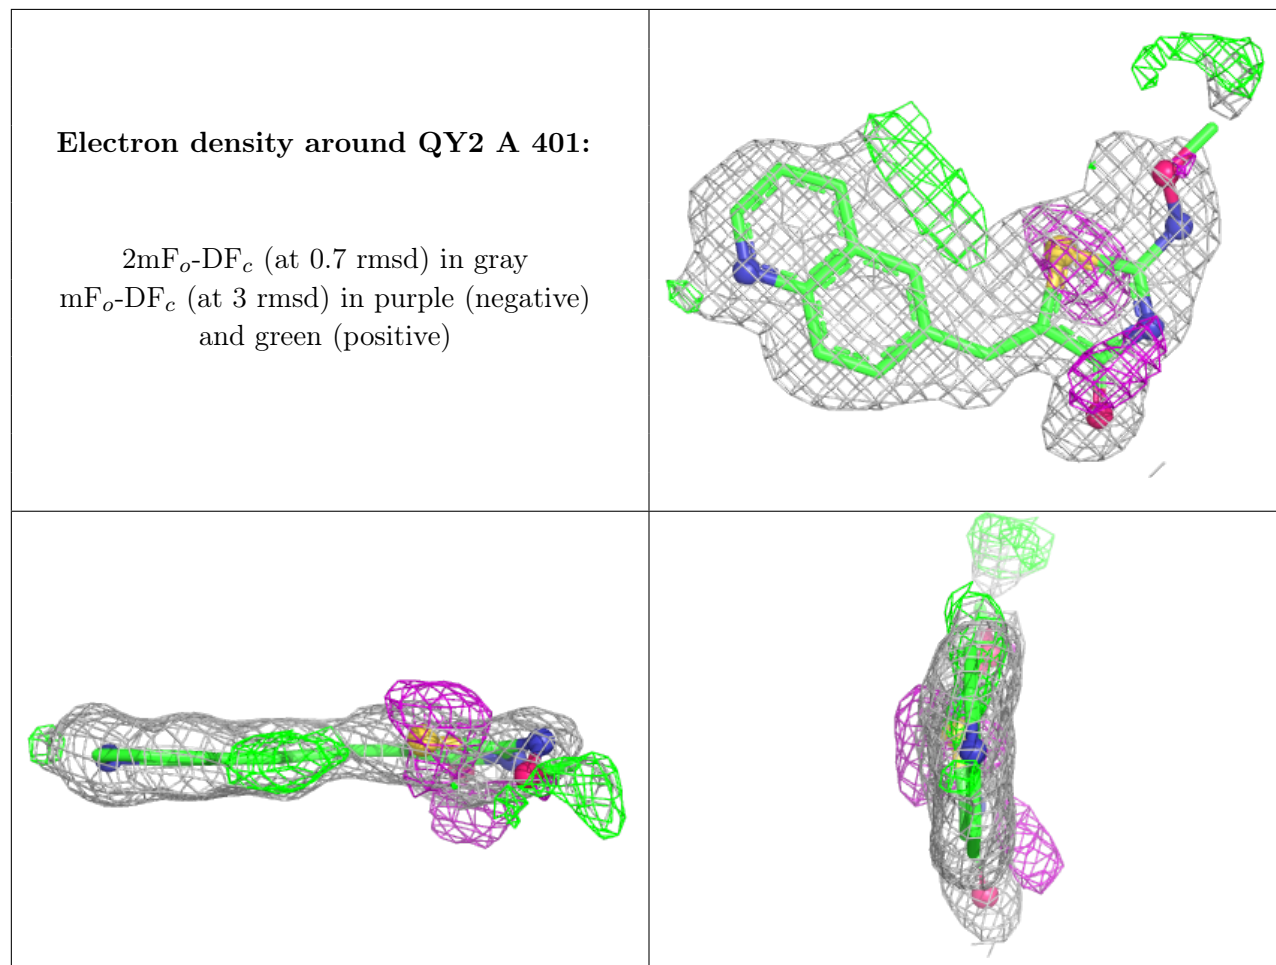 Electron density around QY2 A 401:
2mFo-DFc (at 0.7 rmsd) in gray
mFo-DFc (at 3 rmsd) in purple (negative)
and green (positive)